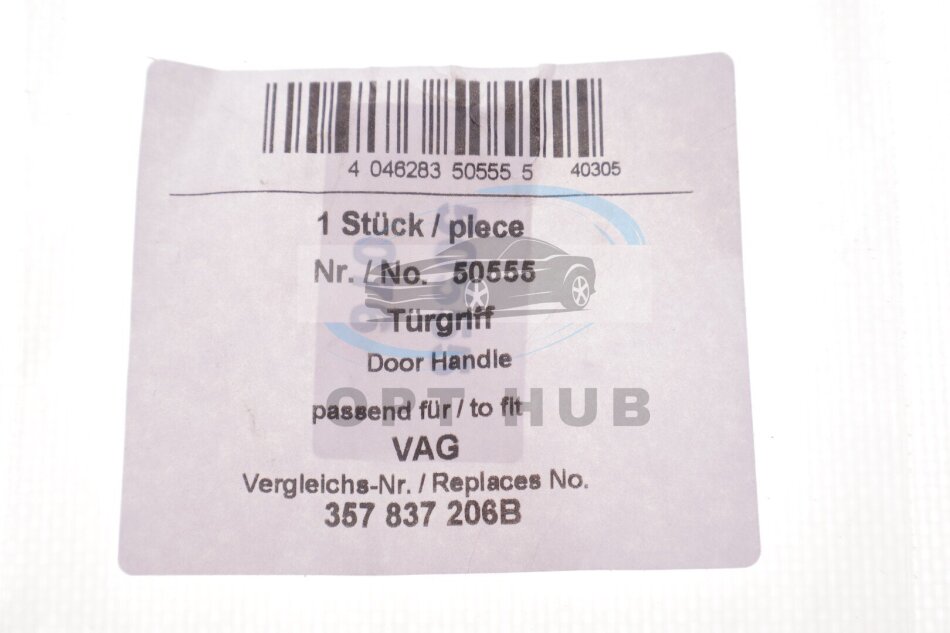 4 046283 50555 5 40305
1 Stück / piece
Nr. / No. 50555
Türgriff
Door Handle
passend für / to fit
OPT HUB
VAG
Vergleichs-Nr. / Replaces No.
357 837 206B